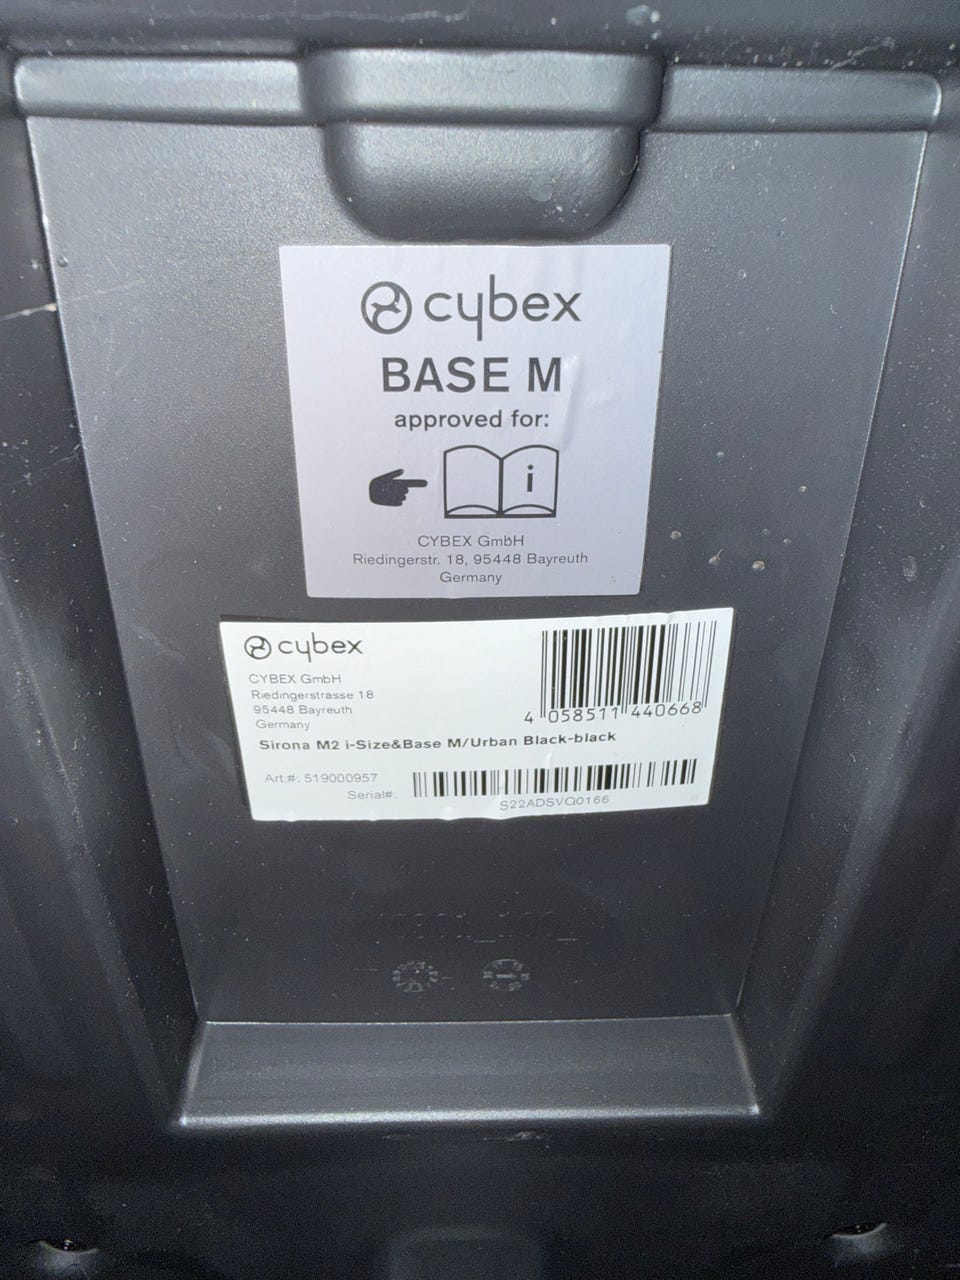 cybex
BASE M
approved for:
i
CYBEX GmbH
Riedingerstr. 18, 95448 Bayreuth
Germany
cybex
CYBEX GmbH
Riedingerstrasse 18
95448 Bayreuth
Germany
4 058511 440668
Sirona M2 i-Size&Base M/Urban Black-black
Art.#: 519000957
Serial#:
S22ADSVQ0166